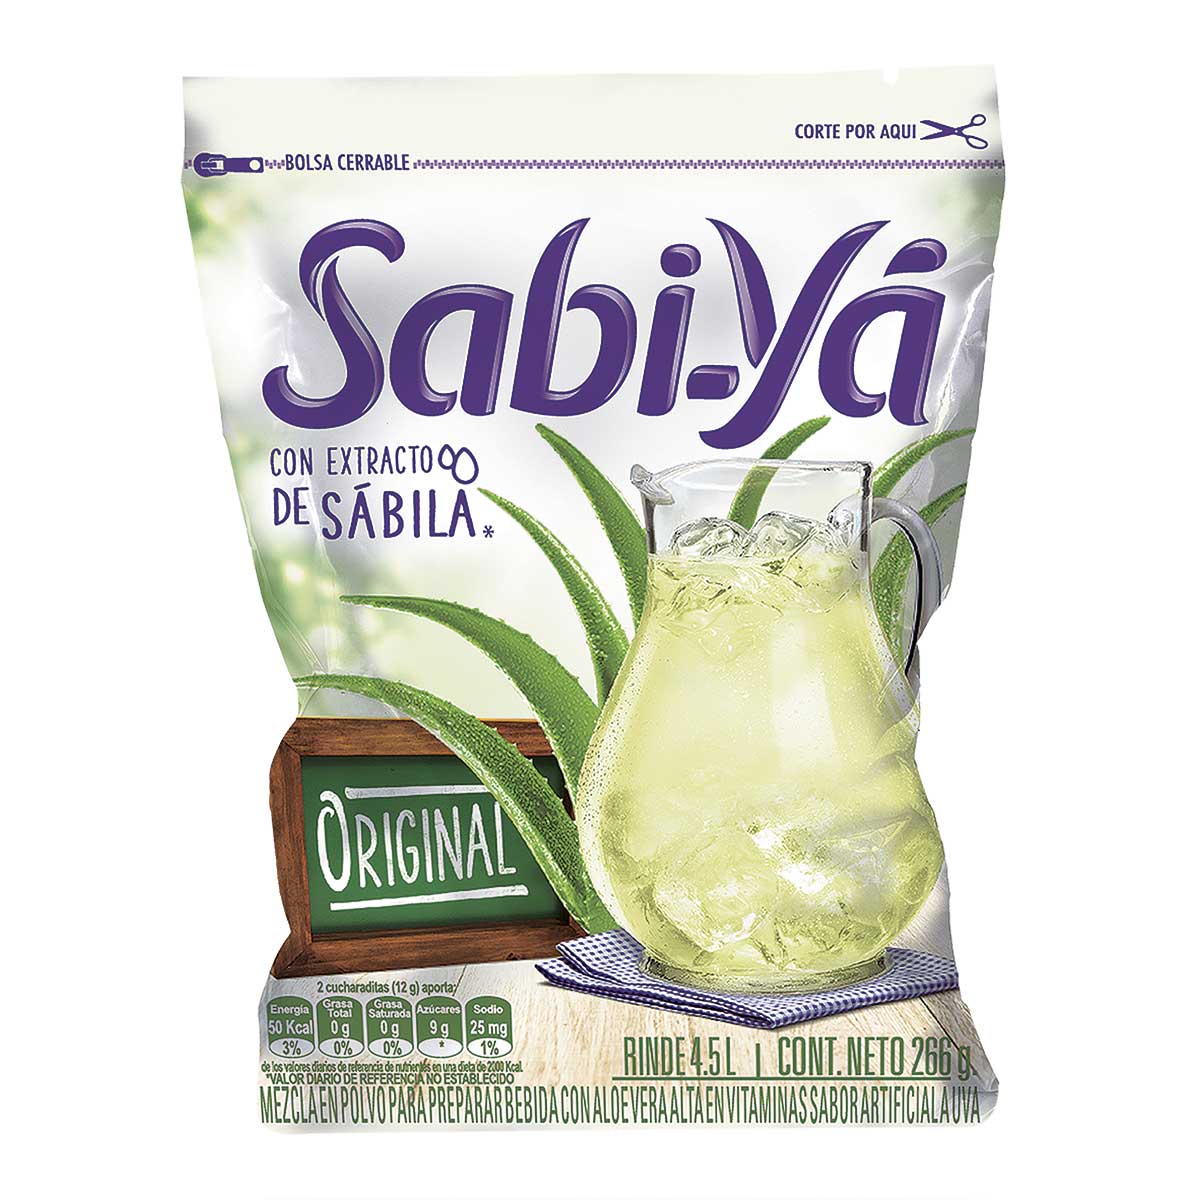 CORTE POR AQUI
BOLSA CERRABLE
Sabi-Yá
CON EXTRACTO
DE SÁBILA*
ORIGINAL
2 cucharaditas (12 g) aporta:
Energía Grasa Total Grasa Saturada Azúcares Sodio
50 Kcal 0 g 0 g 9 g 25 mg
3% 0% 0% * 1%
de los valores diarios de referencia de nutrientes en una dieta de 2000 Kcal.
*VALOR DIARIO DE REFERENCIA NO ESTABLECIDO
RINDE 4.5 L | CONT. NETO 266 g.
MEZCLA EN POLVO PARA PREPARAR BEBIDA CON ALOE VERA ALTA EN VITAMINAS SABOR ARTIFICIAL A UVA